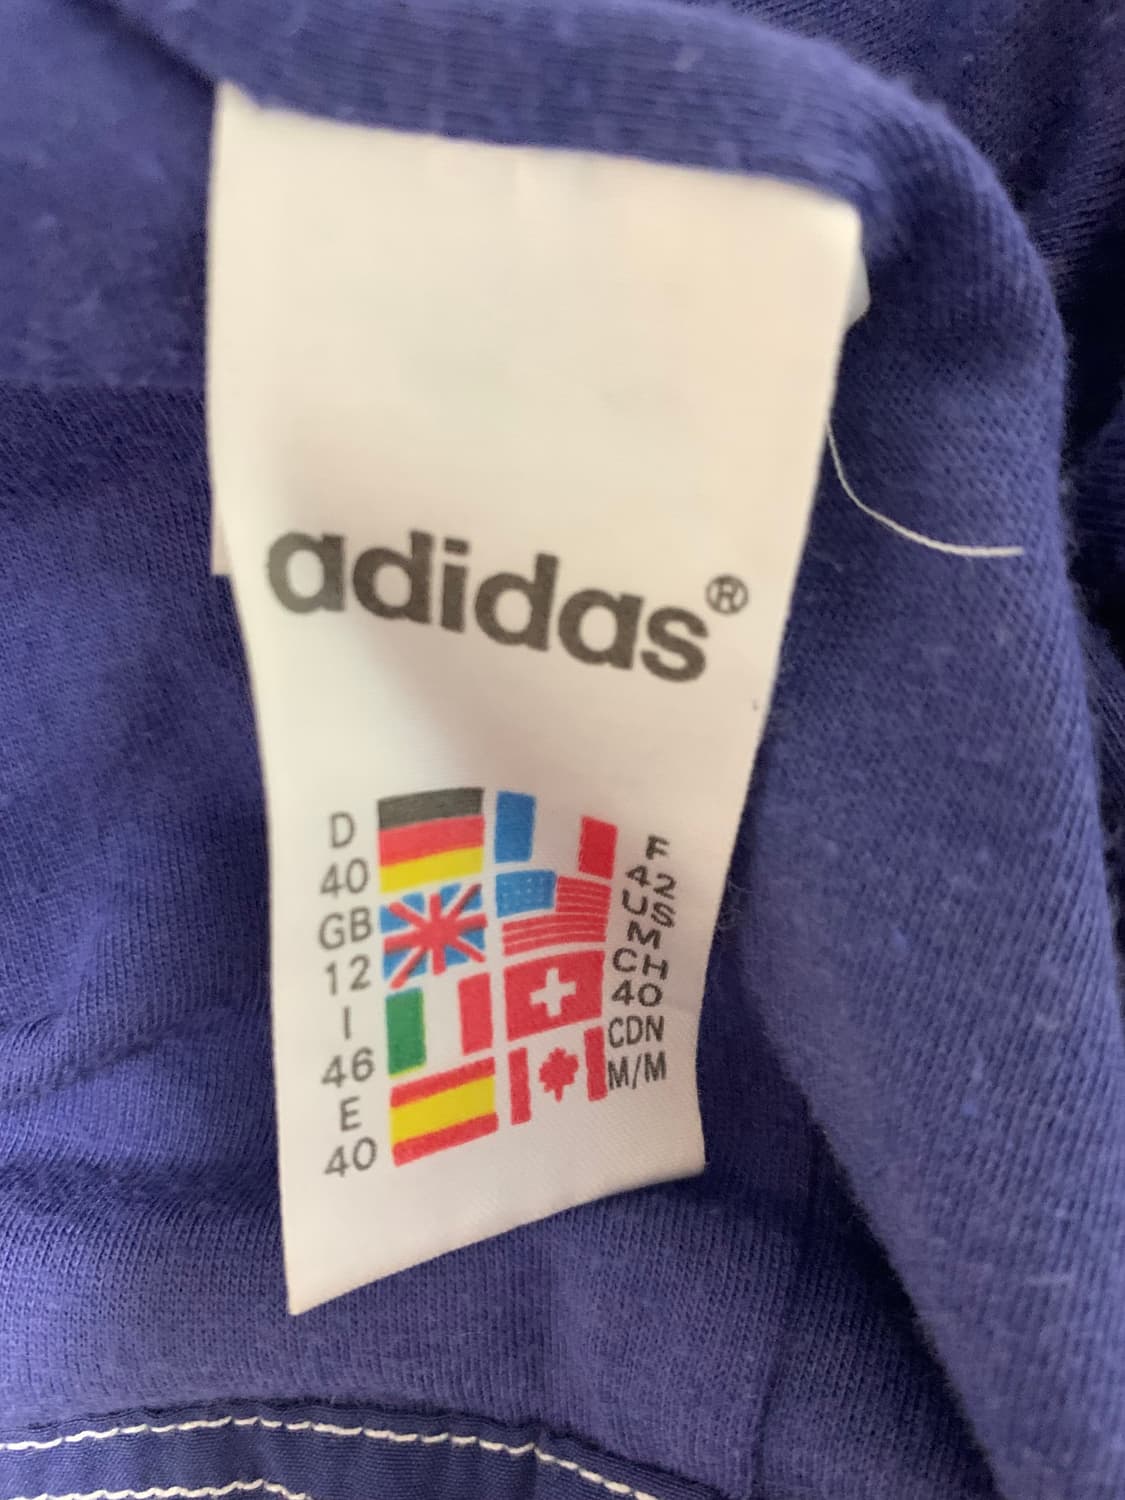 adidas®
D
40
GB
12
I
46
E
40
F
42
US
M
CH
40
CDN
M/M